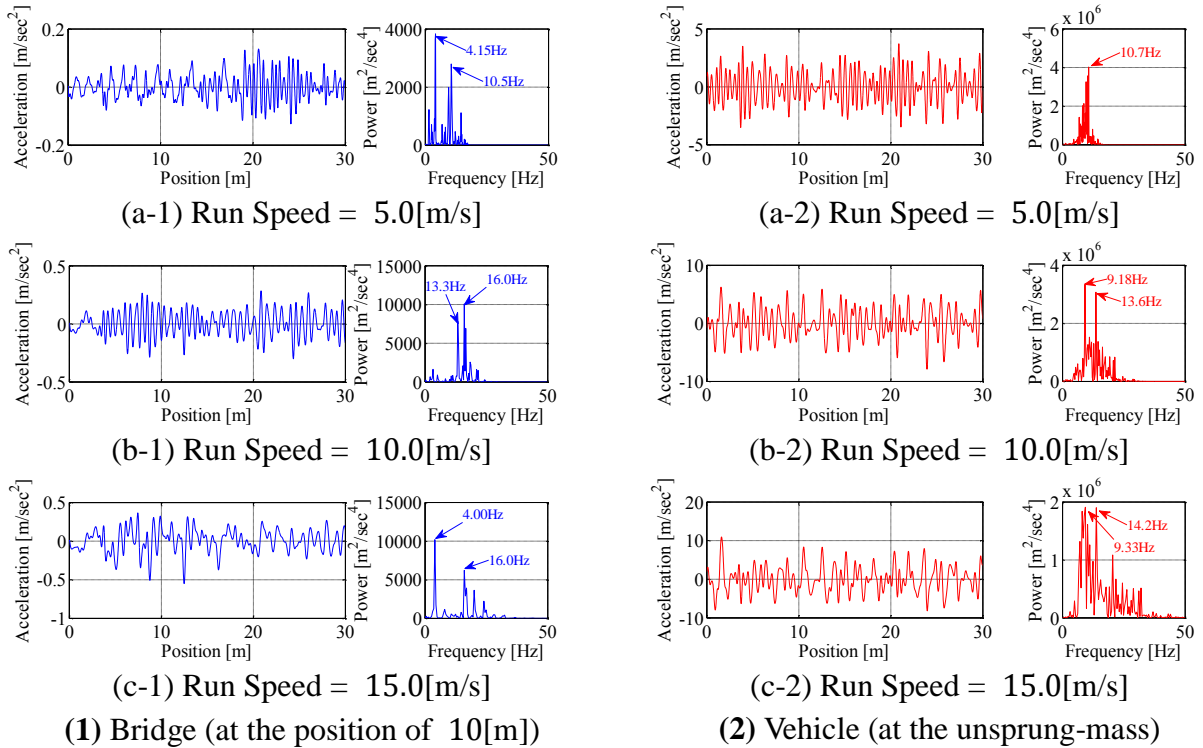 Acceleration [m/sec²]
0.2
0
-0.2
0 10 20 30
Position [m]
Power [m²/sec⁴]
4000
3000
2000
1000
0
4.15Hz
10.5Hz
0 50
Frequency [Hz]
(a-1) Run Speed = 5.0[m/s]
Acceleration [m/sec²]
5
0
-5
0 10 20 30
Position [m]
Power [m²/sec⁴]
x 10⁶
6
4
2
0
10.7Hz
0 50
Frequency [Hz]
(a-2) Run Speed = 5.0[m/s]
Acceleration [m/sec²]
0.5
0
-0.5
0 10 20 30
Position [m]
Power [m²/sec⁴]
15000
10000
5000
0
13.3Hz
16.0Hz
0 50
Frequency [Hz]
(b-1) Run Speed = 10.0[m/s]
Acceleration [m/sec²]
10
0
-10
0 10 20 30
Position [m]
Power [m²/sec⁴]
x 10⁶
6
4
2
0
9.18Hz
13.6Hz
0 50
Frequency [Hz]
(b-2) Run Speed = 10.0[m/s]
Acceleration [m/sec²]
1
0.5
0
-0.5
-1
0 10 20 30
Position [m]
Power [m²/sec⁴]
15000
10000
5000
0
4.00Hz
16.0Hz
0 50
Frequency [Hz]
(c-1) Run Speed = 15.0[m/s]
Acceleration [m/sec²]
20
10
0
-10
0 10 20 30
Position [m]
Power [m²/sec⁴]
x 10⁶
2
1
0
14.2Hz
9.33Hz
0 50
Frequency [Hz]
(c-2) Run Speed = 15.0[m/s]
(1) Bridge (at the position of 10[m])
(2) Vehicle (at the unsprung-mass)